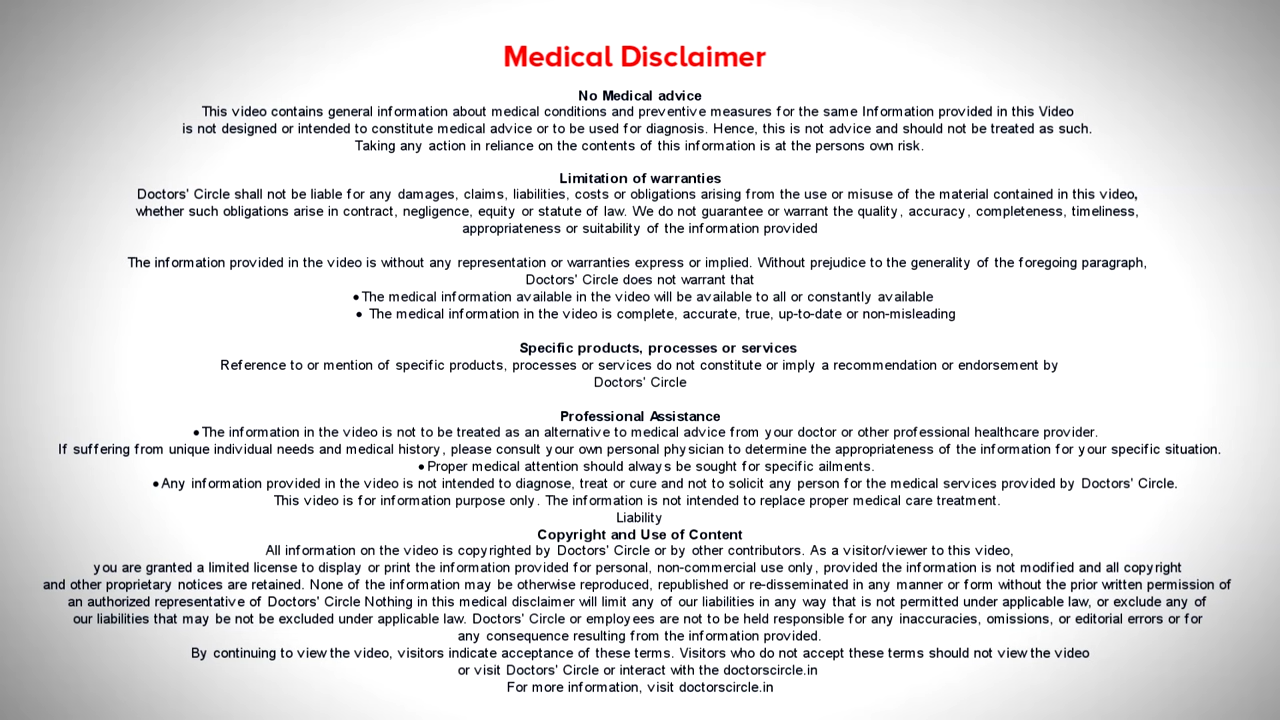 Medical Disclaimer
No Medical advice
This video contains general information about medical conditions and preventive measures for the same Information provided in this Video
is not designed or intended to constitute medical advice or to be used for diagnosis. Hence, this is not advice and should not be treated as such.
Taking any action in reliance on the contents of this information is at the persons own risk.
Limitation of warranties
Doctors' Circle shall not be liable for any damages, claims, liabilities, costs or obligations arising from the use or misuse of the material contained in this video,
whether such obligations arise in contract, negligence, equity or statute of law. We do not guarantee or warrant the quality, accuracy, completeness, timeliness,
appropriateness or suitability of the information provided
The information provided in the video is without any representation or warranties express or implied. Without prejudice to the generality of the foregoing paragraph,
Doctors' Circle does not warrant that
•The medical information available in the video will be available to all or constantly available
• The medical information in the video is complete, accurate, true, up-to-date or non-misleading
Specific products, processes or services
Reference to or mention of specific products, processes or services do not constitute or imply a recommendation or endorsement by
Doctors' Circle
Professional Assistance
•The information in the video is not to be treated as an alternative to medical advice from your doctor or other professional healthcare provider.
If suffering from unique individual needs and medical history, please consult your own personal physician to determine the appropriateness of the information for your specific situation.
•Proper medical attention should always be sought for specific ailments.
•Any information provided in the video is not intended to diagnose, treat or cure and not to solicit any person for the medical services provided by Doctors' Circle.
This video is for information purpose only. The information is not intended to replace proper medical care treatment.
Liability
Copyright and Use of Content
All information on the video is copyrighted by Doctors' Circle or by other contributors. As a visitor/viewer to this video,
you are granted a limited license to display or print the information provided for personal, non-commercial use only, provided the information is not modified and all copyright
and other proprietary notices are retained. None of the information may be otherwise reproduced, republished or re-disseminated in any manner or form without the prior written permission of
an authorized representative of Doctors' Circle Nothing in this medical disclaimer will limit any of our liabilities in any way that is not permitted under applicable law, or exclude any of
our liabilities that may be not be excluded under applicable law. Doctors' Circle or employees are not to be held responsible for any inaccuracies, omissions, or editorial errors or for
any consequence resulting from the information provided.
By continuing to view the video, visitors indicate acceptance of these terms. Visitors who do not accept these terms should not view the video
or visit Doctors' Circle or interact with the doctorscircle.in
For more information, visit doctorscircle.in